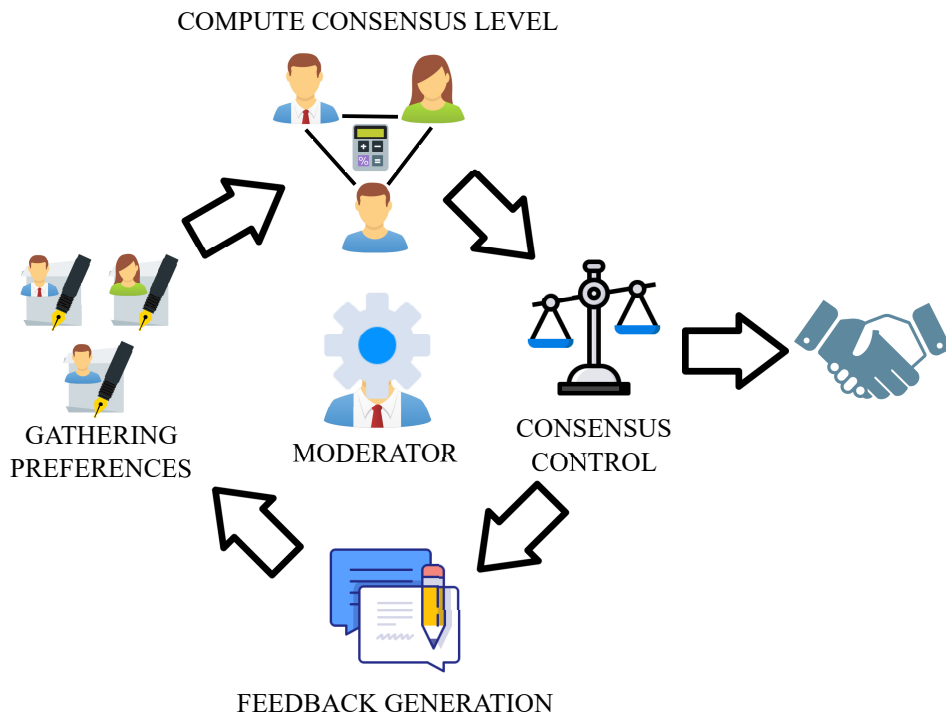 COMPUTE CONSENSUS LEVEL
+ −
% =
GATHERING
PREFERENCES
MODERATOR
CONSENSUS
CONTROL
FEEDBACK GENERATION